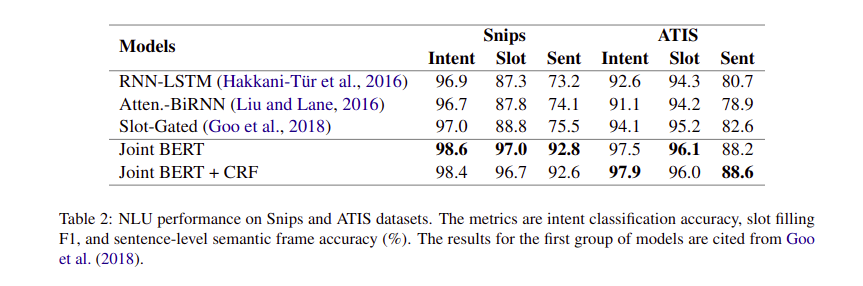 Models Snips ATIS
Intent Slot Sent Intent Slot Sent
RNN-LSTM (Hakkani-Tür et al., 2016) 96.9 87.3 73.2 92.6 94.3 80.7
Atten.-BiRNN (Liu and Lane, 2016) 96.7 87.8 74.1 91.1 94.2 78.9
Slot-Gated (Goo et al., 2018) 97.0 88.8 75.5 94.1 95.2 82.6
Joint BERT 98.6 97.0 92.8 97.5 96.1 88.2
Joint BERT + CRF 98.4 96.7 92.6 97.9 96.0 88.6
Table 2: NLU performance on Snips and ATIS datasets. The metrics are intent classification accuracy, slot filling
F1, and sentence-level semantic frame accuracy (%). The results for the first group of models are cited from Goo
et al. (2018).